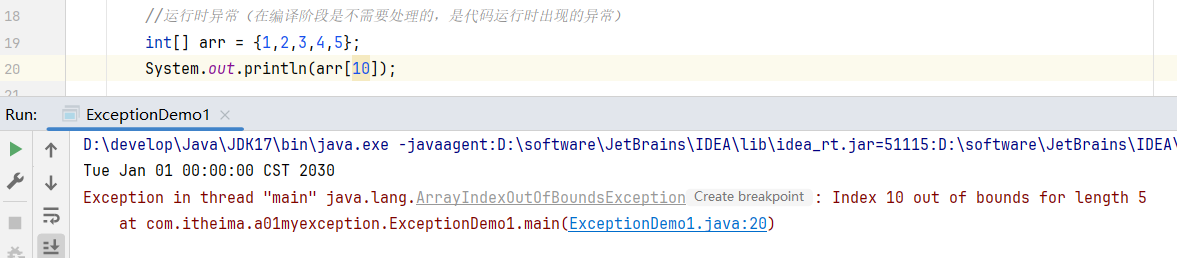 18 //运行时异常（在编译阶段是不需要处理的，是代码运行时出现的异常）
19 int[] arr = {1,2,3,4,5};
20 System.out.println(arr[10]);
21
Run: ExceptionDemo1
D:\develop\Java\JDK17\bin\java.exe -javaagent:D:\software\JetBrains\IDEA\lib\idea_rt.jar=51115:D:\software\JetBrains\IDEA\
Tue Jan 01 00:00:00 CST 2030
Exception in thread "main" java.lang.ArrayIndexOutOfBoundsException Create breakpoint : Index 10 out of bounds for length 5
at com.itheima.a01myexception.ExceptionDemo1.main(ExceptionDemo1.java:20)